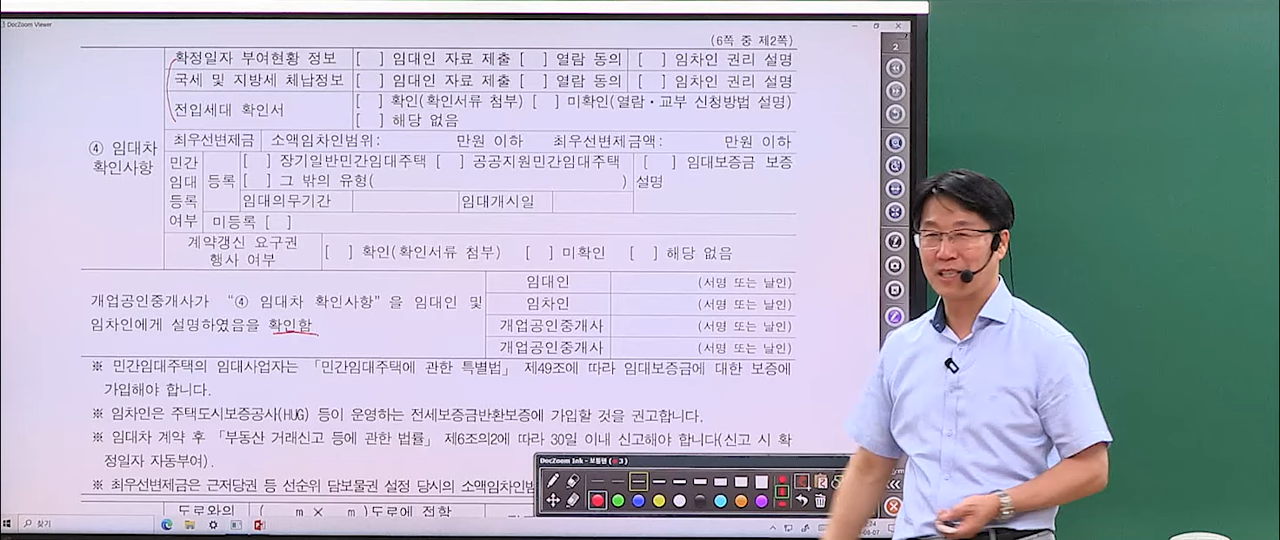 DocZoom Viewer
(6쪽 중 제2쪽)
2
확정일자 부여현황 정보 [ ] 임대인 자료 제출 [ ] 열람 동의 [ ] 임차인 권리 설명
국세 및 지방세 체납정보 [ ] 임대인 자료 제출 [ ] 열람 동의 [ ] 임차인 권리 설명
전입세대 확인서 [ ] 확인(확인서류 첨부) [ ] 미확인(열람·교부 신청방법 설명)
[ ] 해당 없음
④ 임대차
확인사항
최우선변제금 소액임차인범위: 만원 이하 최우선변제금액: 만원 이하
민간
임대
등록
여부
등록
[ ] 장기일반민간임대주택 [ ] 공공지원민간임대주택
[ ] 그 밖의 유형( )
[ ] 임대보증금 보증
설명
임대의무기간 임대개시일
미등록 [ ]
계약갱신 요구권
행사 여부
[ ] 확인(확인서류 첨부) [ ] 미확인 [ ] 해당 없음
개업공인중개사가 “④ 임대차 확인사항”을 임대인 및
임차인에게 설명하였음을 확인함
임대인 (서명 또는 날인)
임차인 (서명 또는 날인)
개업공인중개사 (서명 또는 날인)
개업공인중개사 (서명 또는 날인)
※ 민간임대주택의 임대사업자는 「민간임대주택에 관한 특별법」 제49조에 따라 임대보증금에 대한 보증에
가입해야 합니다.
※ 임차인은 주택도시보증공사(HUG) 등이 운영하는 전세보증금반환보증에 가입할 것을 권고합니다.
※ 임대차 계약 후 「부동산 거래신고 등에 관한 법률」 제6조의2에 따라 30일 이내 신고해야 합니다(신고 시 확
정일자 자동부여).
※ 최우선변제금은 근저당권 등 선순위 담보물권 설정 당시의 소액임차인범
DocZoom Ink - 보통펜 ( 3 )
도로와의 ( m × m )도로에 접함
찾기